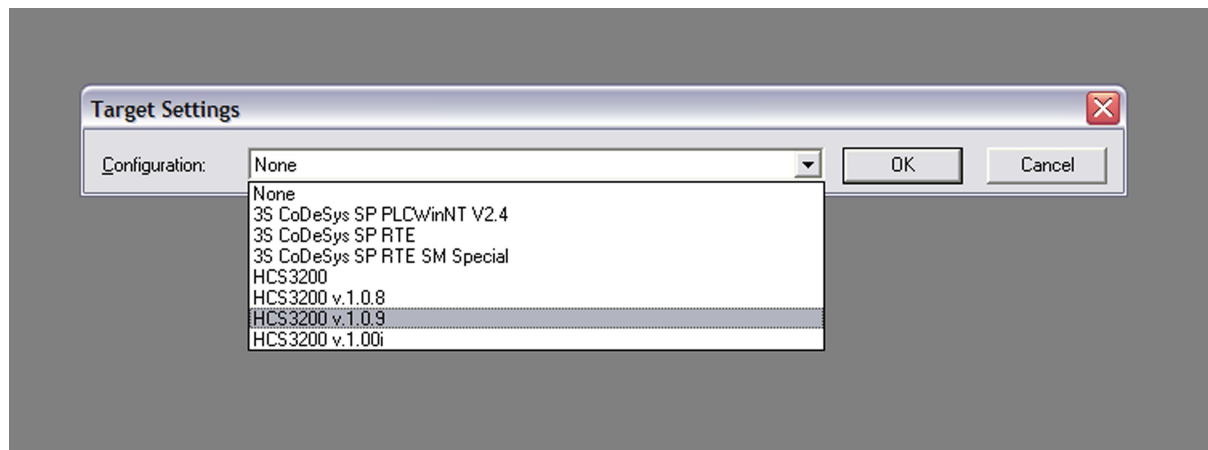 Target Settings
Configuration: None OK Cancel
None
3S CoDeSys SP PLCWinNT V2.4
3S CoDeSys SP RTE
3S CoDeSys SP RTE SM Special
HCS3200
HCS3200 v.1.0.8
HCS3200 v.1.0.9
HCS3200 v.1.00i